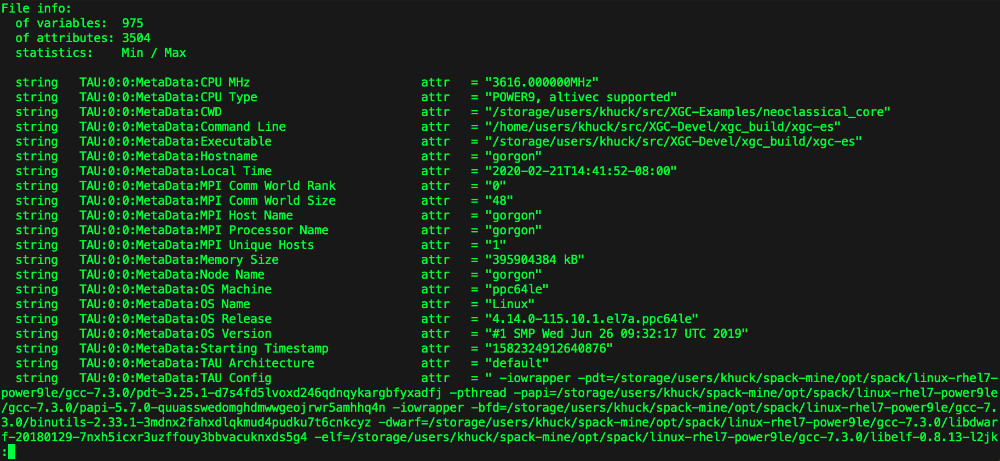 File info:
  of variables:  975
  of attributes: 3504
  statistics:    Min / Max

  string   TAU:0:0:MetaData:CPU MHz                        attr   = "3616.000000MHz"
  string   TAU:0:0:MetaData:CPU Type                       attr   = "POWER9, altivec supported"
  string   TAU:0:0:MetaData:CWD                            attr   = "/storage/users/khuck/src/XGC-Examples/neoclassical_core"
  string   TAU:0:0:MetaData:Command Line                   attr   = "/home/users/khuck/src/XGC-Devel/xgc_build/xgc-es"
  string   TAU:0:0:MetaData:Executable                     attr   = "/storage/users/khuck/src/XGC-Devel/xgc_build/xgc-es"
  string   TAU:0:0:MetaData:Hostname                       attr   = "gorgon"
  string   TAU:0:0:MetaData:Local Time                     attr   = "2020-02-21T14:41:52-08:00"
  string   TAU:0:0:MetaData:MPI Comm World Rank            attr   = "0"
  string   TAU:0:0:MetaData:MPI Comm World Size            attr   = "48"
  string   TAU:0:0:MetaData:MPI Host Name                  attr   = "gorgon"
  string   TAU:0:0:MetaData:MPI Processor Name             attr   = "gorgon"
  string   TAU:0:0:MetaData:MPI Unique Hosts               attr   = "1"
  string   TAU:0:0:MetaData:Memory Size                    attr   = "395904384 kB"
  string   TAU:0:0:MetaData:Node Name                      attr   = "gorgon"
  string   TAU:0:0:MetaData:OS Machine                     attr   = "ppc64le"
  string   TAU:0:0:MetaData:OS Name                        attr   = "Linux"
  string   TAU:0:0:MetaData:OS Release                     attr   = "4.14.0-115.10.1.el7a.ppc64le"
  string   TAU:0:0:MetaData:OS Version                     attr   = "#1 SMP Wed Jun 26 09:32:17 UTC 2019"
  string   TAU:0:0:MetaData:Starting Timestamp             attr   = "1582324912640876"
  string   TAU:0:0:MetaData:TAU Architecture               attr   = "default"
  string   TAU:0:0:MetaData:TAU Config                     attr   = " -iowrapper -pdt=/storage/users/khuck/spack-mine/opt/spack/linux-rhel7-
power9le/gcc-7.3.0/pdt-3.25.1-d7s4fd5lvoxd246qdnqykargbfyxadfj -pthread -papi=/storage/users/khuck/spack-mine/opt/spack/linux-rhel7-power9le
/gcc-7.3.0/papi-5.7.0-quuasswedomghdmwwgeojrwr5amhhq4n -iowrapper -bfd=/storage/users/khuck/spack-mine/opt/spack/linux-rhel7-power9le/gcc-7.
3.0/binutils-2.33.1-3mdnx2fahxdlqkmud4pudku7t6cnkcyz -dwarf=/storage/users/khuck/spack-mine/opt/spack/linux-rhel7-power9le/gcc-7.3.0/libdwar
f-20180129-7nxh5icxr3uzffouy3bbvacuknxds5g4 -elf=/storage/users/khuck/spack-mine/opt/spack/linux-rhel7-power9le/gcc-7.3.0/libelf-0.8.13-l2jk
: